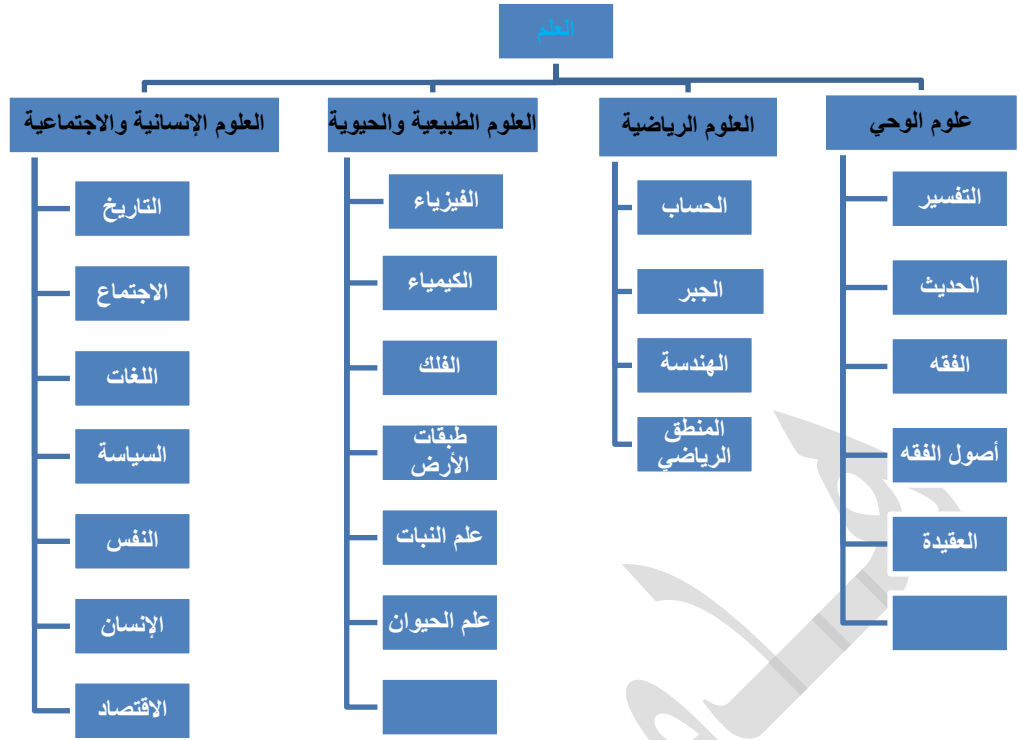 العلم
علوم الوحي
التفسير
الحديث
الفقه
أصول الفقه
العقيدة
العلوم الرياضية
الحساب
الجبر
الهندسة
المنطق
الرياضي
العلوم الطبيعية والحيوية
الفيزياء
الكيمياء
الفلك
طبقات
الأرض
علم النبات
علم الحيوان
العلوم الإنسانية والاجتماعية
التاريخ
الاجتماع
اللغات
السياسة
النفس
الإنسان
الاقتصاد